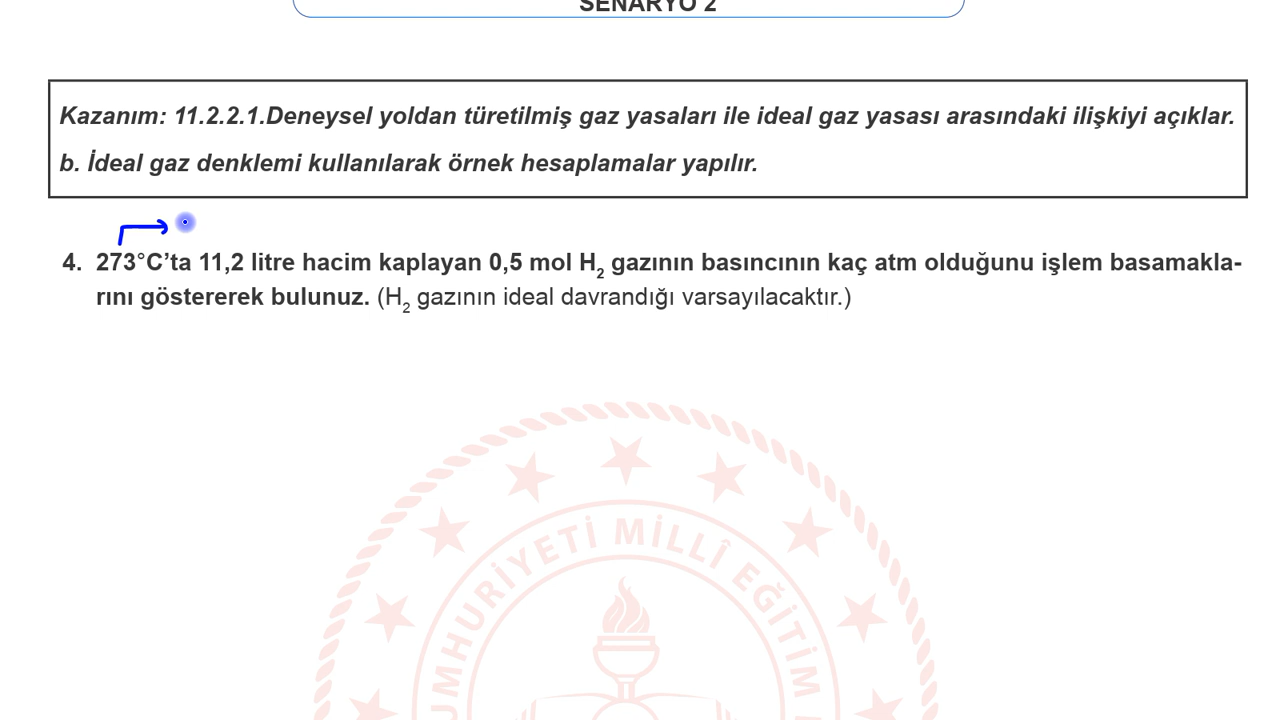 SENARYO 2
Kazanım: 11.2.2.1.Deneysel yoldan türetilmiş gaz yasaları ile ideal gaz yasası arasındaki ilişkiyi açıklar.
b. İdeal gaz denklemi kullanılarak örnek hesaplamalar yapılır.
4. 273°C’ta 11,2 litre hacim kaplayan 0,5 mol H₂ gazının basıncının kaç atm olduğunu işlem basamakla-
rını göstererek bulunuz. (H₂ gazının ideal davrandığı varsayılacaktır.)
UMHURİYETİ MİLLÎ EĞİTİM